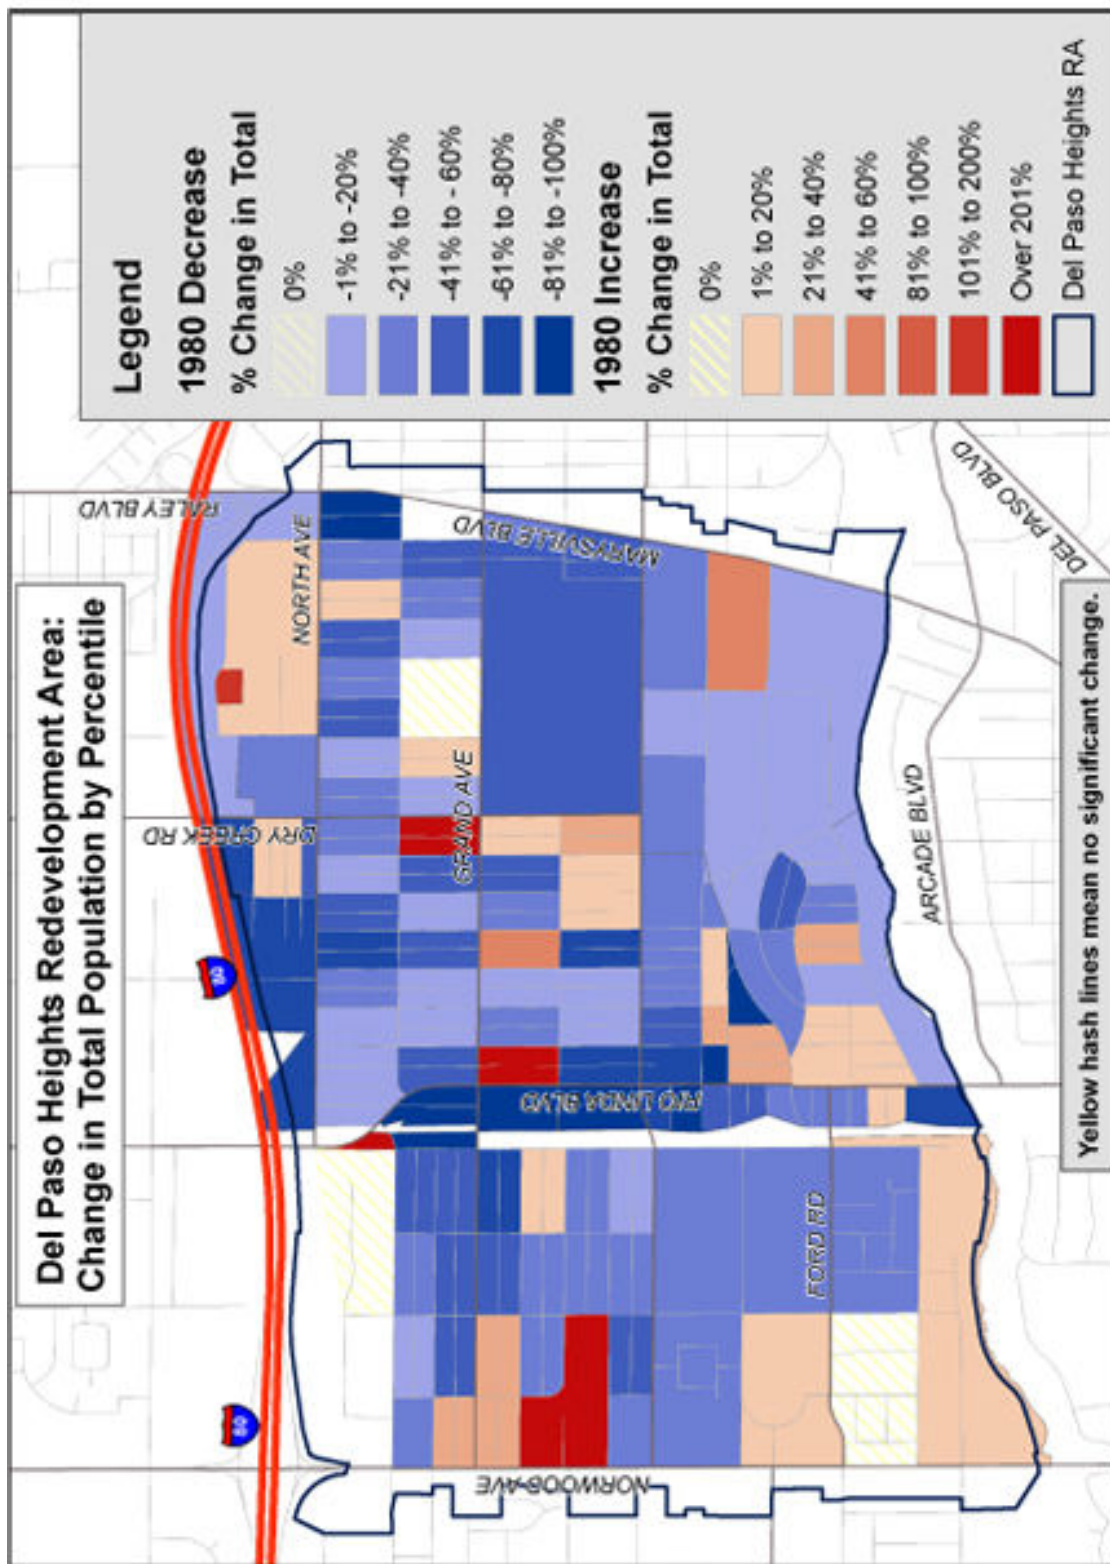 Del Paso Heights Redevelopment Area:
Change in Total Population by Percentile
Legend
1980 Decrease
% Change in Total
0%
-1% to -20%
-21% to -40%
-41% to - 60%
-61% to -80%
-81% to -100%
1980 Increase
% Change in Total
0%
1% to 20%
21% to 40%
41% to 60%
81% to 100%
101% to 200%
Over 201%
Del Paso Heights RA
80
80
RALEY BLVD
NORTH AVE
DRY CREEK RD
MARYSVILLE BLVD
GRAND AVE
RIO LINDA BLVD
NORWOOD AVE
FORD RD
ARCADE BLVD
DEL PASO BLVD
Yellow hash lines mean no significant change.